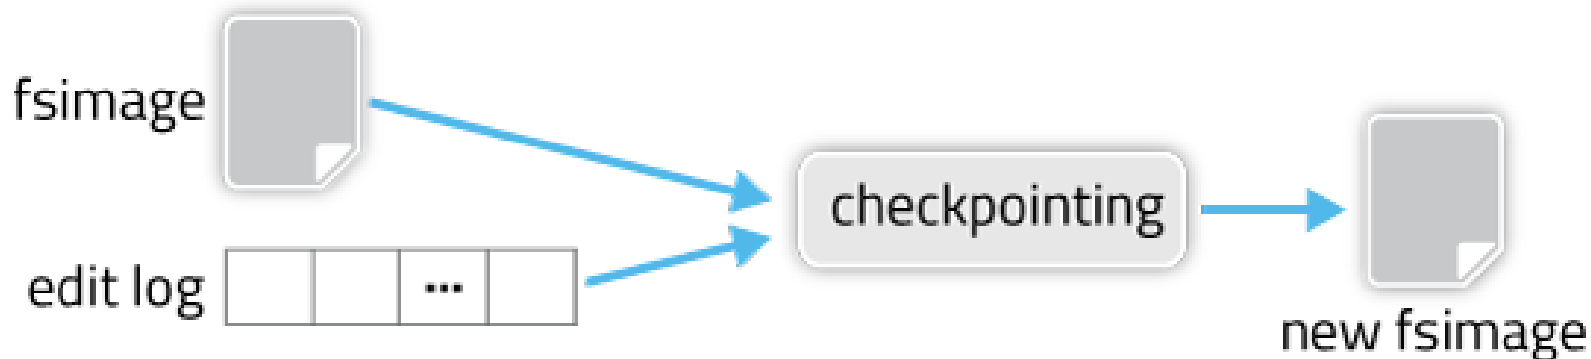 fsimage
edit log
...
checkpointing
new fsimage